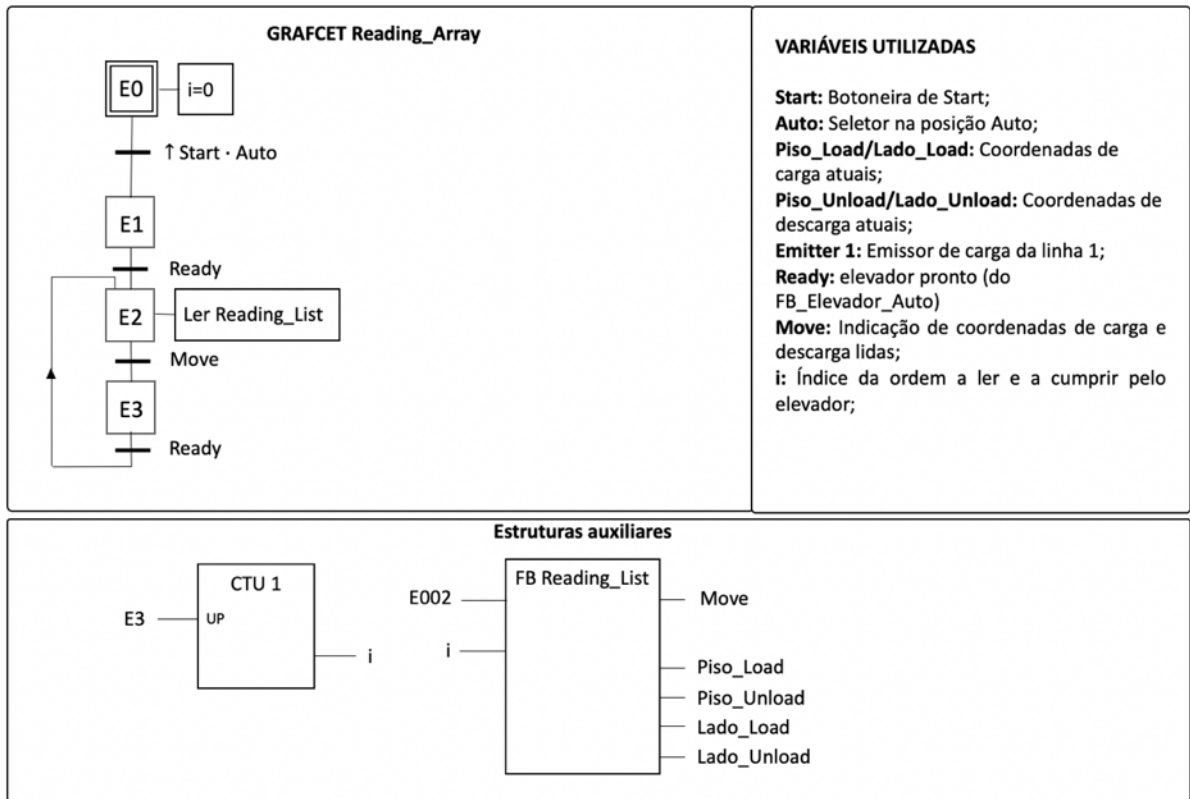 GRAFCET Reading_Array
E0
i=0
↑ Start · Auto
E1
Ready
E2
Ler Reading_List
Move
E3
Ready
VARIÁVEIS UTILIZADAS
Start: Botoneira de Start;
Auto: Seletor na posição Auto;
Piso_Load/Lado_Load: Coordenadas de
carga atuais;
Piso_Unload/Lado_Unload: Coordenadas de
descarga atuais;
Emitter 1: Emissor de carga da linha 1;
Ready: elevador pronto (do
FB_Elevador_Auto)
Move: Indicação de coordenadas de carga e
descarga lidas;
i: Índice da ordem a ler e a cumprir pelo
elevador;
Estruturas auxiliares
CTU 1
E3
UP
i
FB Reading_List
E002
Move
i
Piso_Load
Piso_Unload
Lado_Load
Lado_Unload